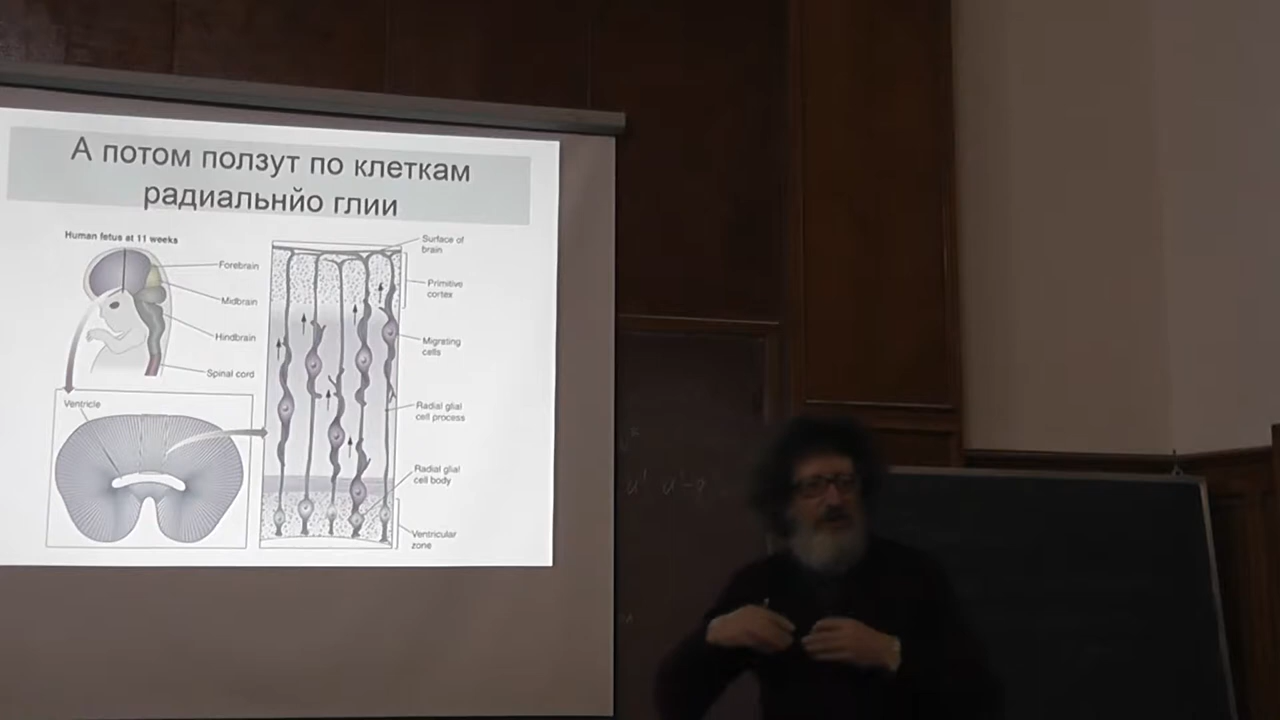 А потом ползут по клеткам
радиальнйо глии
Human fetus at 11 weeks
Forebrain
Midbrain
Hindbrain
Spinal cord
Ventricle
Surface of
brain
Primitive
cortex
Migrating
cells
Radial glial
cell process
Radial glial
cell body
Ventricular
zone